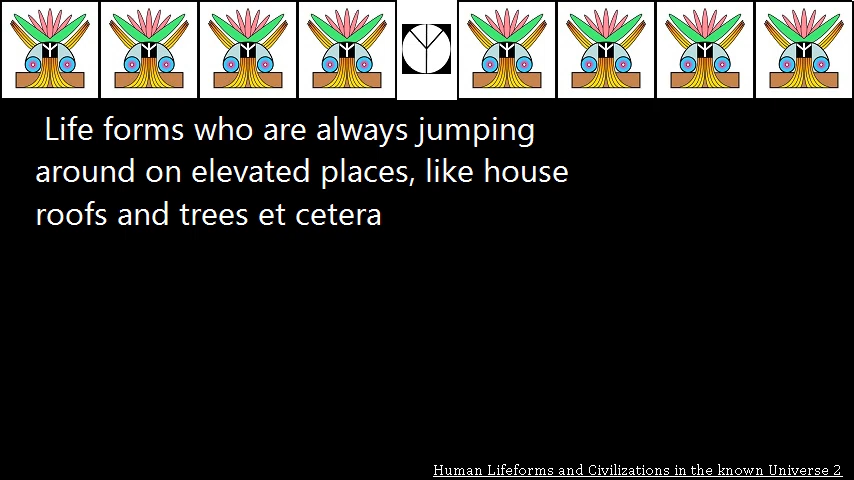 Life forms who are always jumping
around on elevated places, like house
roofs and trees et cetera
Human Lifeforms and Civilizations in the known Universe 2